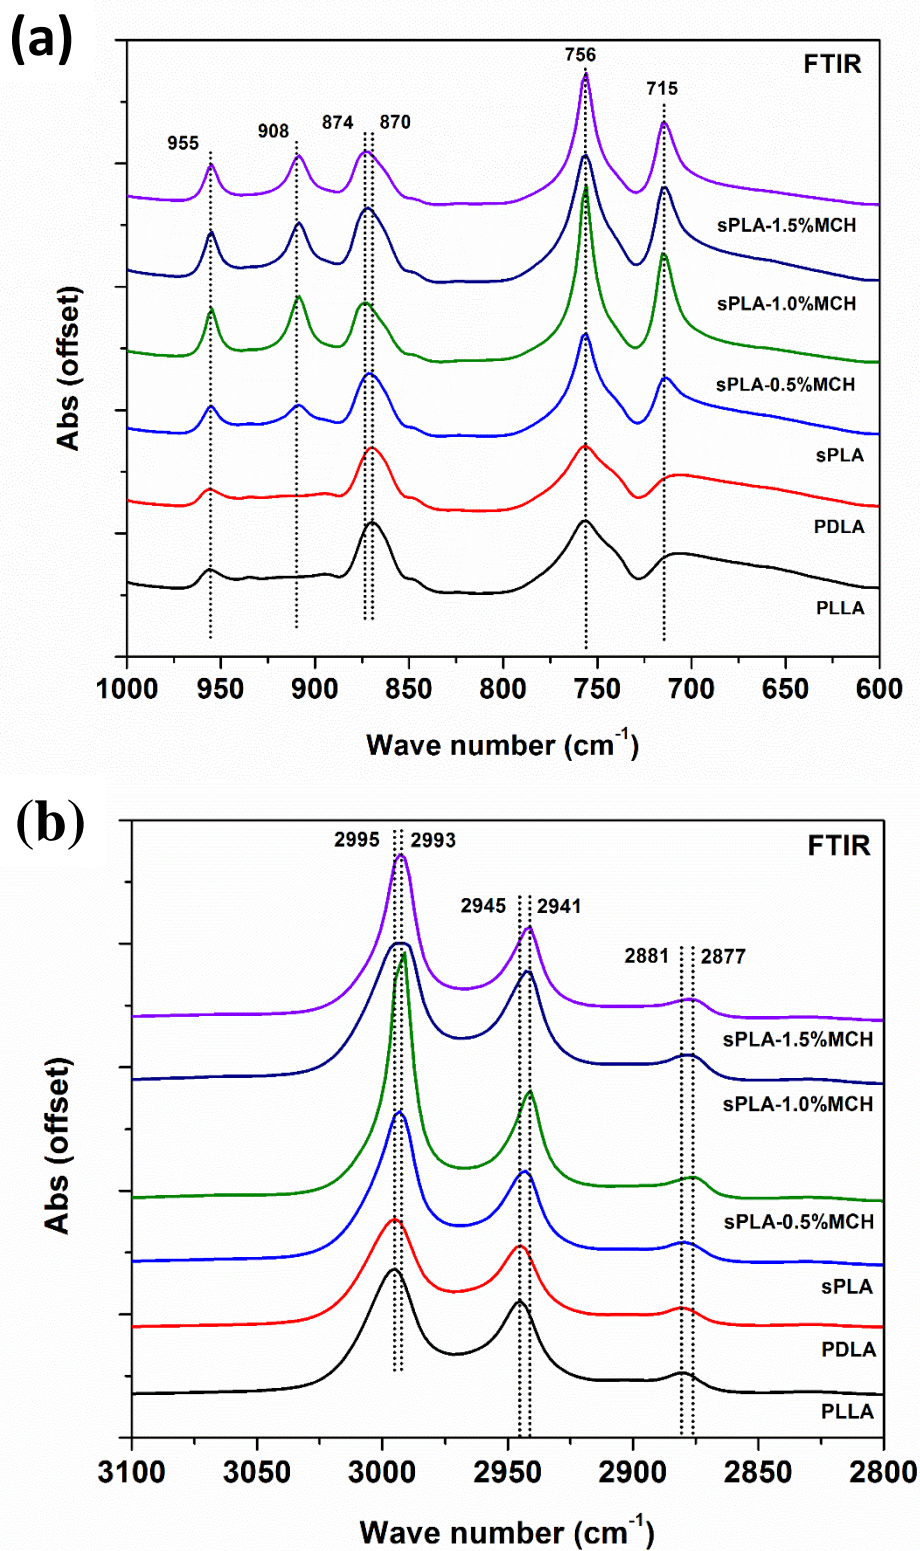 (a)
FTIR
756
715
874 870
908
955
sPLA-1.5%MCH
sPLA-1.0%MCH
sPLA-0.5%MCH
sPLA
PDLA
PLLA
Abs (offset)
1000 950 900 850 800 750 700 650 600
Wave number (cm⁻¹)
(b)
FTIR
2995 2993
2945 2941
2881 2877
sPLA-1.5%MCH
sPLA-1.0%MCH
sPLA-0.5%MCH
sPLA
PDLA
PLLA
Abs (offset)
3100 3050 3000 2950 2900 2850 2800
Wave number (cm⁻¹)